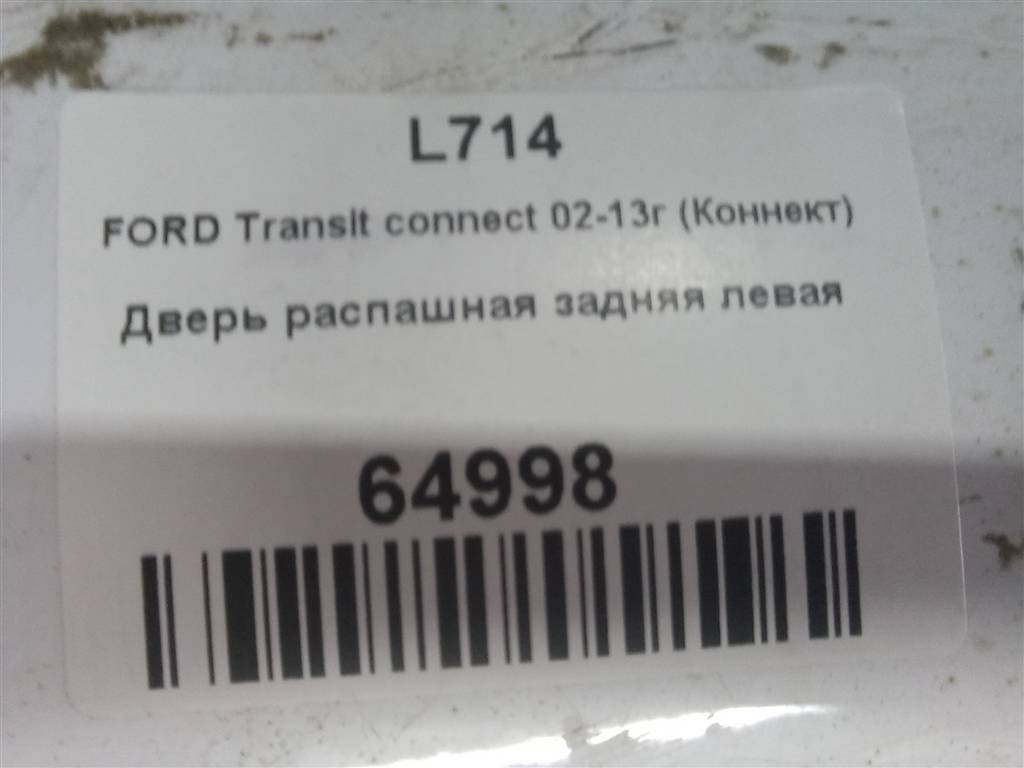 L714
FORD Transit connect 02-13г (Коннект)
Дверь распашная задняя левая
64998